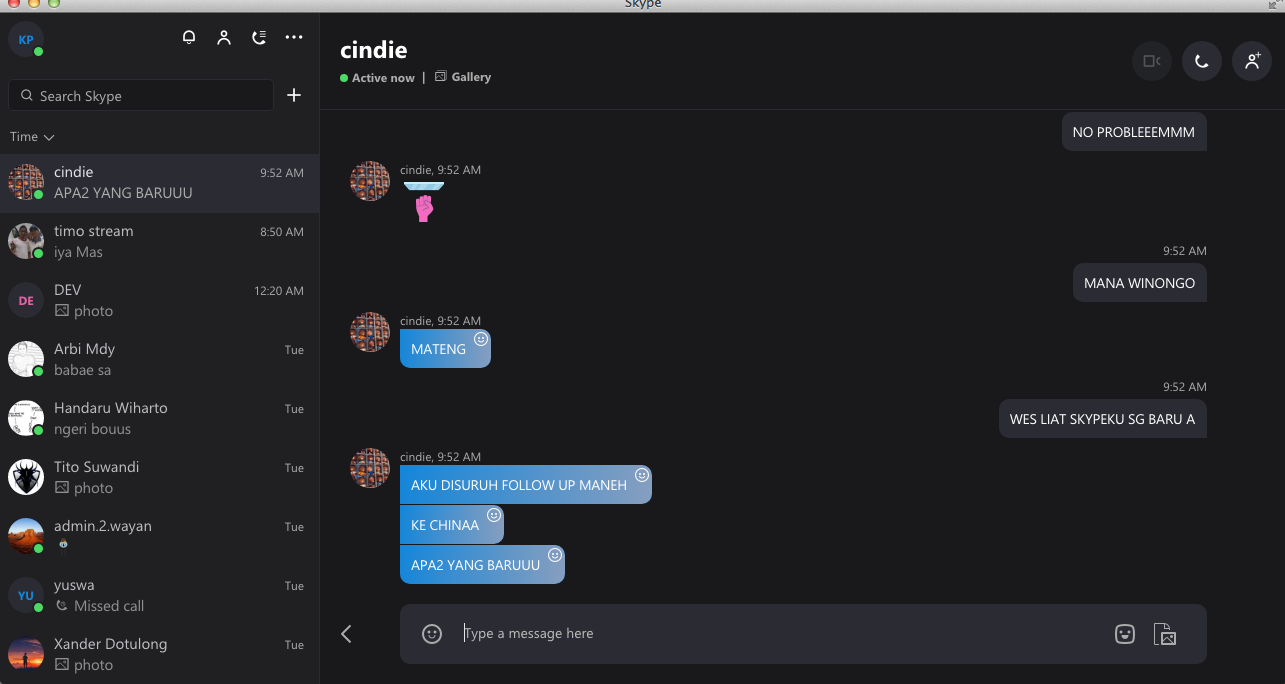 Skype
KP
Search Skype
Time
cindie
9:52 AM
APA2 YANG BARUUU
timo stream
8:50 AM
iya Mas
DE
DEV
12:20 AM
photo
Arbi Mdy
Tue
babae sa
Handaru Wiharto
Tue
ngeri bouus
Tito Suwandi
Tue
photo
admin.2.wayan
Tue
YU
yuswa
Tue
Missed call
Xander Dotulong
Tue
photo
cindie
Active now | Gallery
NO PROBLEEEMMM
cindie, 9:52 AM
9:52 AM
MANA WINONGO
cindie, 9:52 AM
MATENG
9:52 AM
WES LIAT SKYPEKU SG BARU A
cindie, 9:52 AM
AKU DISURUH FOLLOW UP MANEH
KE CHINAA
APA2 YANG BARUUU
Type a message here